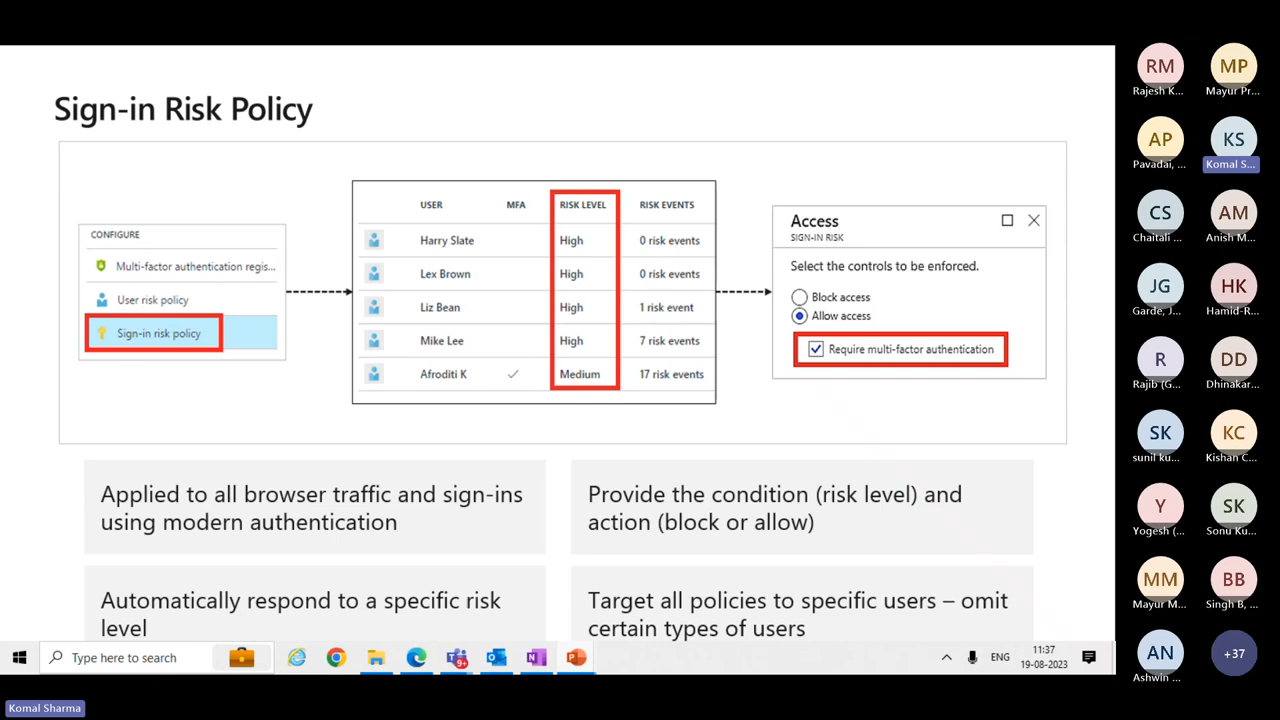 Sign-in Risk Policy
CONFIGURE
Multi-factor authentication regis...
User risk policy
Sign-in risk policy
USER MFA RISK LEVEL RISK EVENTS
Harry Slate High 0 risk events
Lex Brown High 0 risk events
Liz Bean High 1 risk event
Mike Lee High 7 risk events
Afroditi K ✓ Medium 17 risk events
Access
SIGN-IN RISK
Select the controls to be enforced.
Block access
Allow access
Require multi-factor authentication
Applied to all browser traffic and sign-ins
using modern authentication
Provide the condition (risk level) and
action (block or allow)
Automatically respond to a specific risk
level
Target all policies to specific users – omit
certain types of users
Type here to search
9+
ENG
11:37
19-08-2023
RM
Rajesh K...
MP
Mayur Pr...
AP
Pavadai, ...
KS
Komal S...
CS
Chaitali ...
AM
Anish M...
JG
Garde, J...
HK
Hamid-R...
R
Rajib (G...
DD
Dhinakar...
SK
sunil ku...
KC
Kishan C...
Y
Yogesh (...
SK
Sonu Ku...
MM
Mayur M...
BB
Singh B, ...
AN
Ashwin ...
+37
Komal Sharma